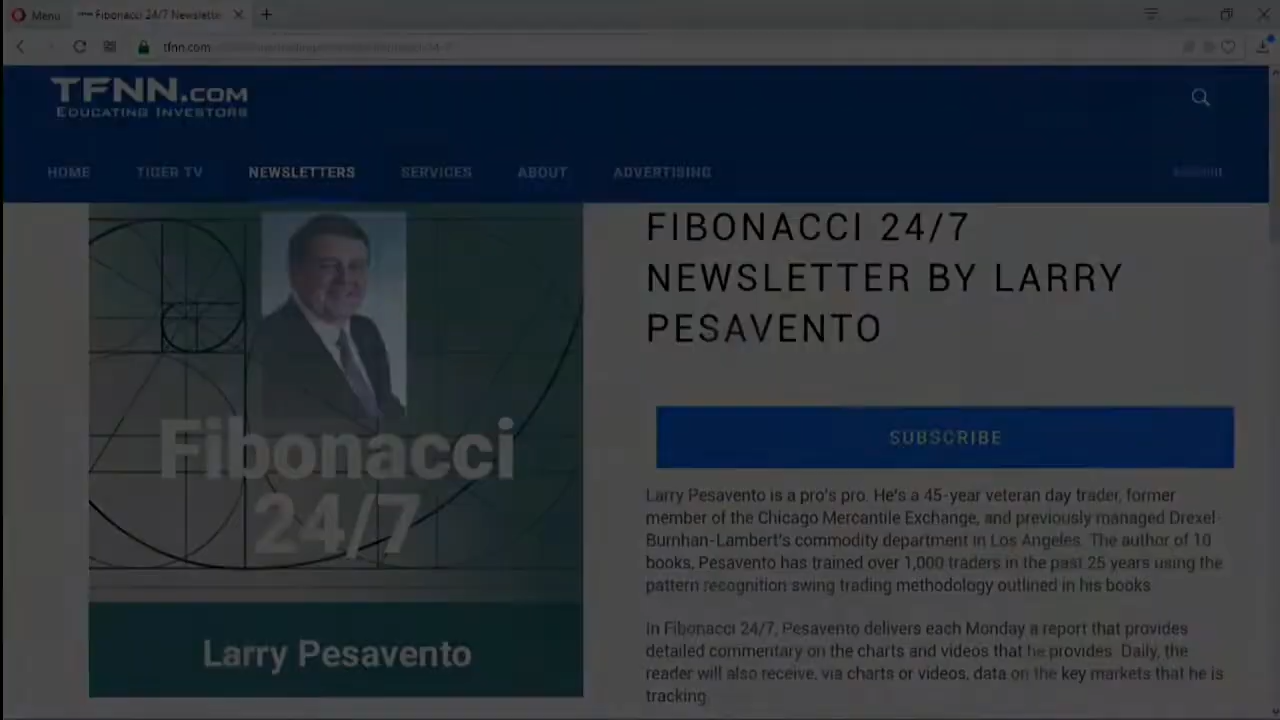 Menu
Fibonacci 24/7 Newslette
tfnn.com
TFNN.COM
EDUCATING INVESTORS
HOME TIGER TV NEWSLETTERS SERVICES ABOUT ADVERTISING
FIBONACCI 24/7
NEWSLETTER BY LARRY
PESAVENTO
Fibonacci
24/7
Larry Pesavento
SUBSCRIBE
Larry Pesavento is a pro's pro. He's a 45-year veteran day trader, former
member of the Chicago Mercantile Exchange, and previously managed Drexel-
Burnhan-Lambert's commodity department in Los Angeles. The author of 10
books, Pesavento has trained over 1,000 traders in the past 25 years using the
pattern recognition swing trading methodology outlined in his books
In Fibonacci 24/7, Pesavento delivers each Monday a report that provides
detailed commentary on the charts and videos that he provides. Daily, the
reader will also receive, via charts or videos, data on the key markets that he is
tracking